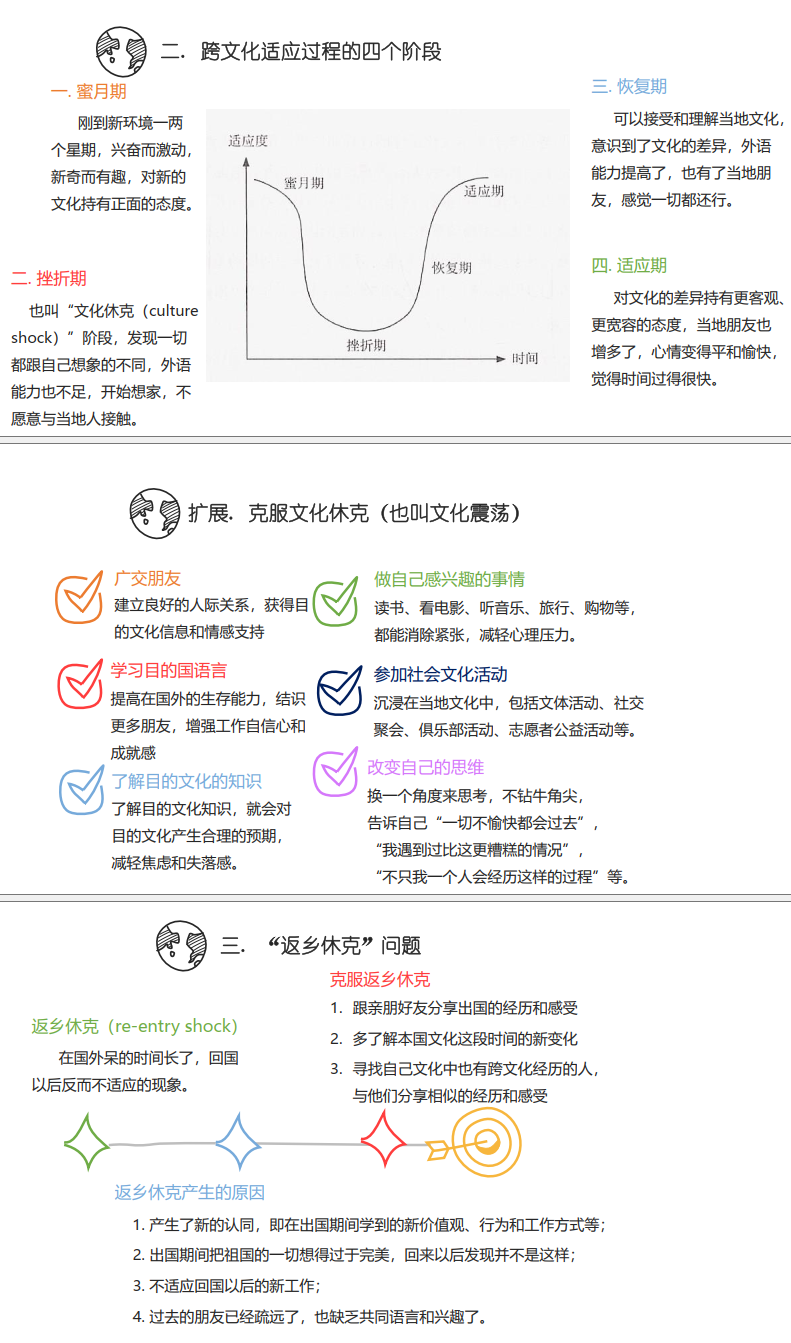 二. 跨文化适应过程的四个阶段
一. 蜜月期
刚到新环境一两
个星期，兴奋而激动，
新奇而有趣，对新的
文化持有正面的态度。
二. 挫折期
也叫“文化休克（culture
shock）”阶段，发现一切
都跟自己想象的不同，外语
能力也不足，开始想家，不
愿意与当地人接触。
适应度
蜜月期
适应期
恢复期
挫折期
时间
三. 恢复期
可以接受和理解当地文化，
意识到了文化的差异，外语
能力提高了，也有了当地朋
友，感觉一切都还行。
四. 适应期
对文化的差异持有更客观、
更宽容的态度，当地朋友也
增多了，心情变得平和愉快，
觉得时间过得很快。
扩展. 克服文化休克（也叫文化震荡）
广交朋友
建立良好的人际关系，获得目
的文化信息和情感支持
学习目的国语言
提高在国外的生存能力，结识
更多朋友，增强工作自信心和
成就感
了解目的文化的知识
了解目的文化知识，就会对
目的文化产生合理的预期，
减轻焦虑和失落感。
做自己感兴趣的事情
读书、看电影、听音乐、旅行、购物等，
都能消除紧张，减轻心理压力。
参加社会文化活动
沉浸在当地文化中，包括文体活动、社交
聚会、俱乐部活动、志愿者公益活动等。
改变自己的思维
换一个角度来思考，不钻牛角尖，
告诉自己“一切不愉快都会过去”，
“我遇到过比这更糟糕的情况”，
“不只我一个人会经历这样的过程”等。
三. “返乡休克”问题
克服返乡休克
1. 跟亲朋好友分享出国的经历和感受
2. 多了解本国文化这段时间的新变化
3. 寻找自己文化中也有跨文化经历的人，
与他们分享相似的经历和感受
返乡休克（re-entry shock）
在国外呆的时间长了，回国
以后反而不适应的现象。
返乡休克产生的原因
1. 产生了新的认同，即在出国期间学到的新价值观、行为和工作方式等；
2. 出国期间把祖国的一切想得过于完美，回来以后发现并不是这样；
3. 不适应回国以后的新工作；
4. 过去的朋友已经疏远了，也缺乏共同语言和兴趣了。